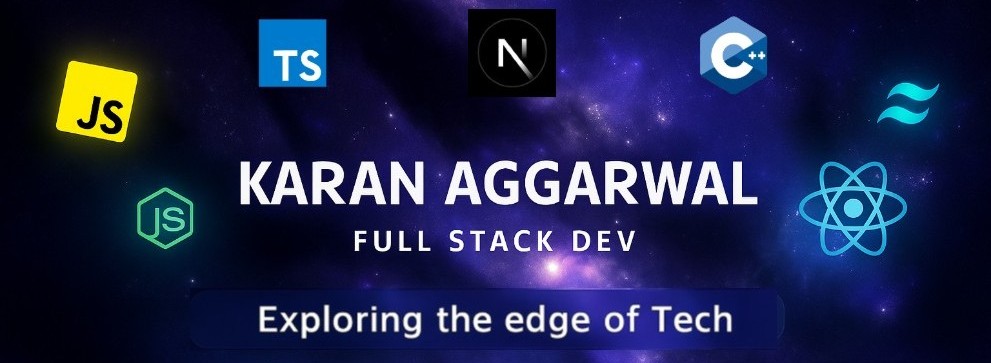 TS
N
C++
JS
KARAN AGGARWAL
JS
FULL STACK DEV
Exploring the edge of Tech